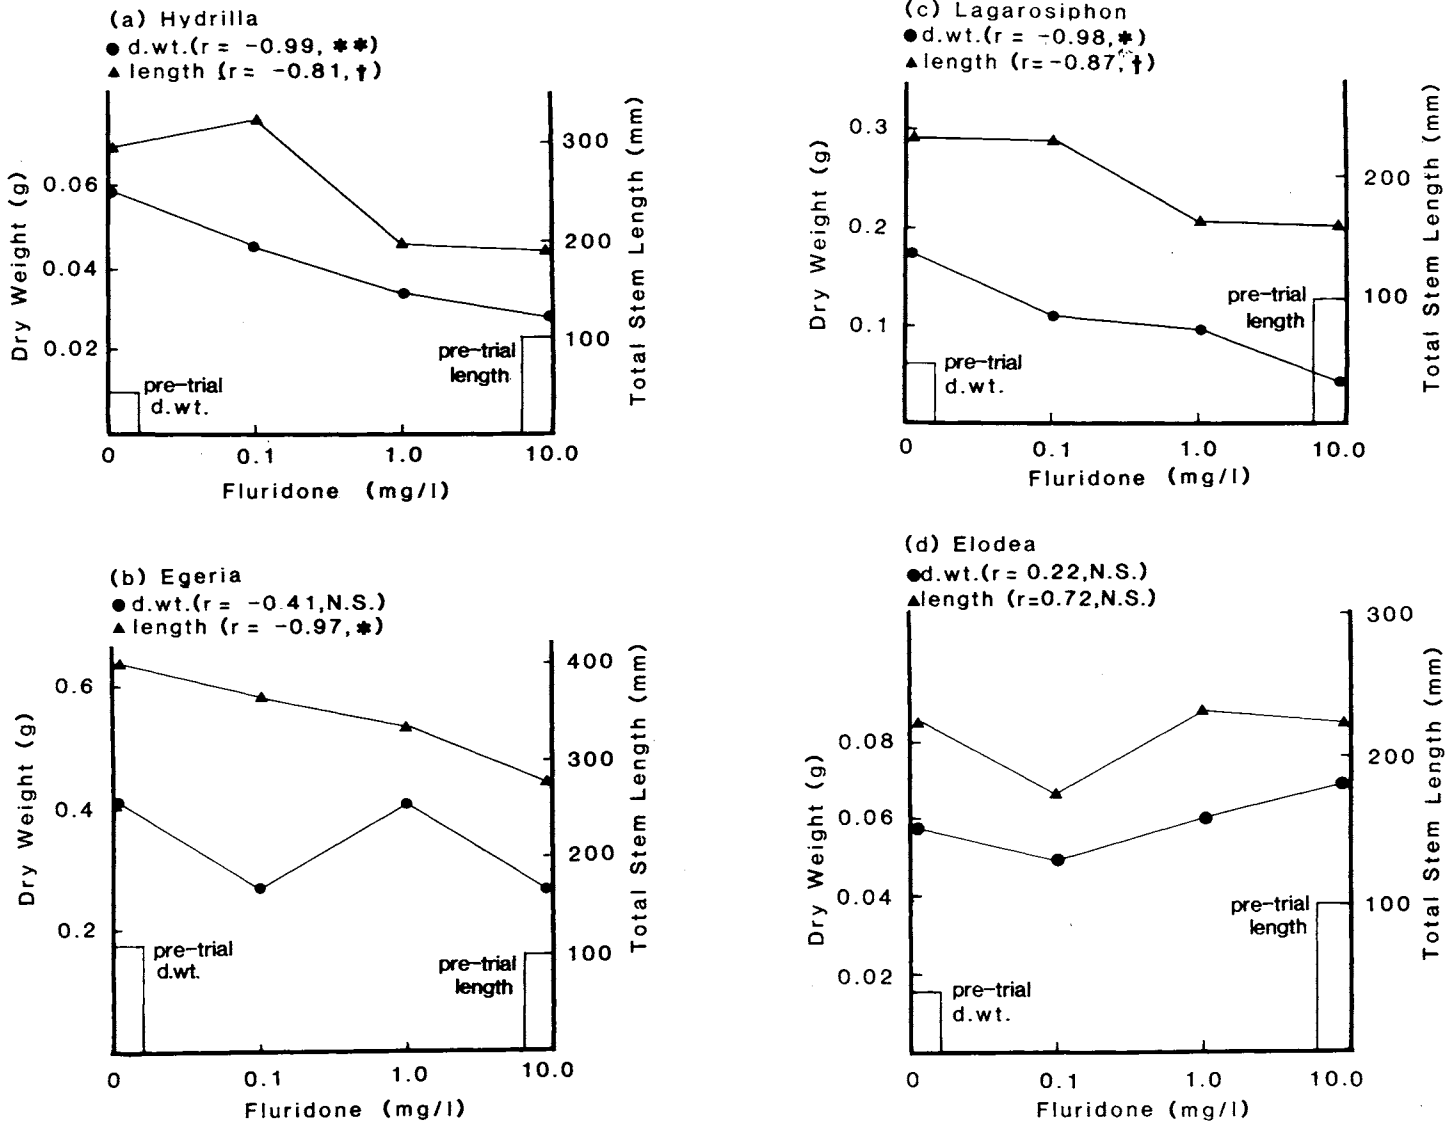 (a) Hydrilla
● d.wt.(r = -0.99, ✱✱)
▲ length (r = -0.81, †)
Dry Weight (g)
0.06
0.04
0.02
Total Stem Length (mm)
300
200
100
pre-trial
d.wt.
pre-trial
length
0 0.1 1.0 10.0
Fluridone (mg/l)
(b) Egeria
● d.wt.(r = -0.41,N.S.)
▲ length (r = -0.97, ✱)
Dry Weight (g)
0.6
0.4
0.2
Total Stem Length (mm)
400
300
200
100
pre-trial
d.wt.
pre-trial
length
0 0.1 1.0 10.0
Fluridone (mg/l)
(c) Lagarosiphon
● d.wt.(r = -0.98, ✱)
▲ length (r=-0.87, †)
Dry Weight (g)
0.3
0.2
0.1
Total Stem Length (mm)
200
100
pre-trial
d.wt.
pre-trial
length
0 0.1 1.0 10.0
Fluridone (mg/l)
(d) Elodea
●d.wt.(r = 0.22,N.S.)
▲length (r=0.72,N.S.)
Dry Weight (g)
0.08
0.06
0.04
0.02
Total Stem Length (mm)
300
200
100
pre-trial
d.wt.
pre-trial
length
0 0.1 1.0 10.0
Fluridone (mg/l)